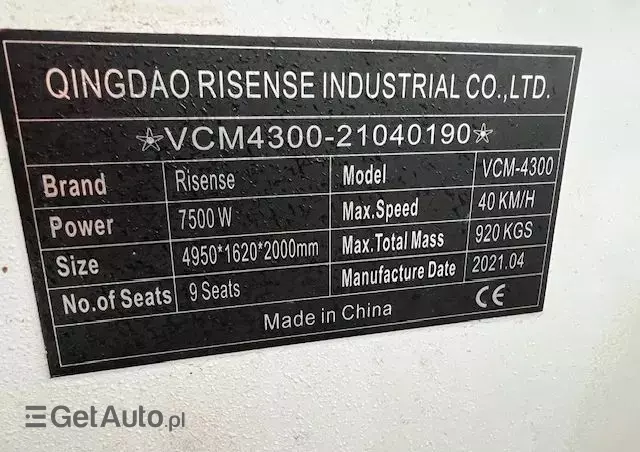 QINGDAO RISENSE INDUSTRIAL CO.,LTD.
VCM4300-21040190
Brand Risense Model VCM-4300
Power 7500 W Max.Speed 40 KM/H
Size 4950*1620*2000mm Max.Total Mass 920 KGS
No.of Seats 9 Seats Manufacture Date 2021.04
Made in China CE
GetAuto.pl